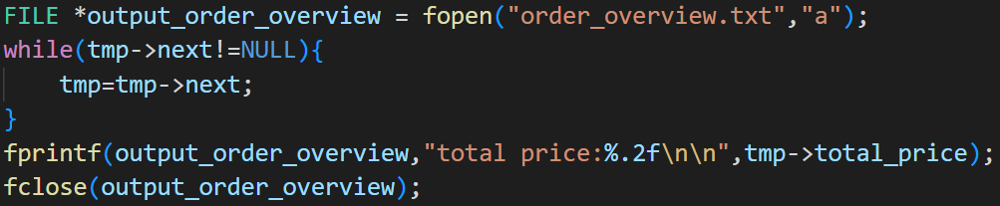 FILE *output_order_overview = fopen("order_overview.txt","a");
while(tmp->next!=NULL){
    tmp=tmp->next;
}
fprintf(output_order_overview,"total price:%.2f\n\n",tmp->total_price);
fclose(output_order_overview);